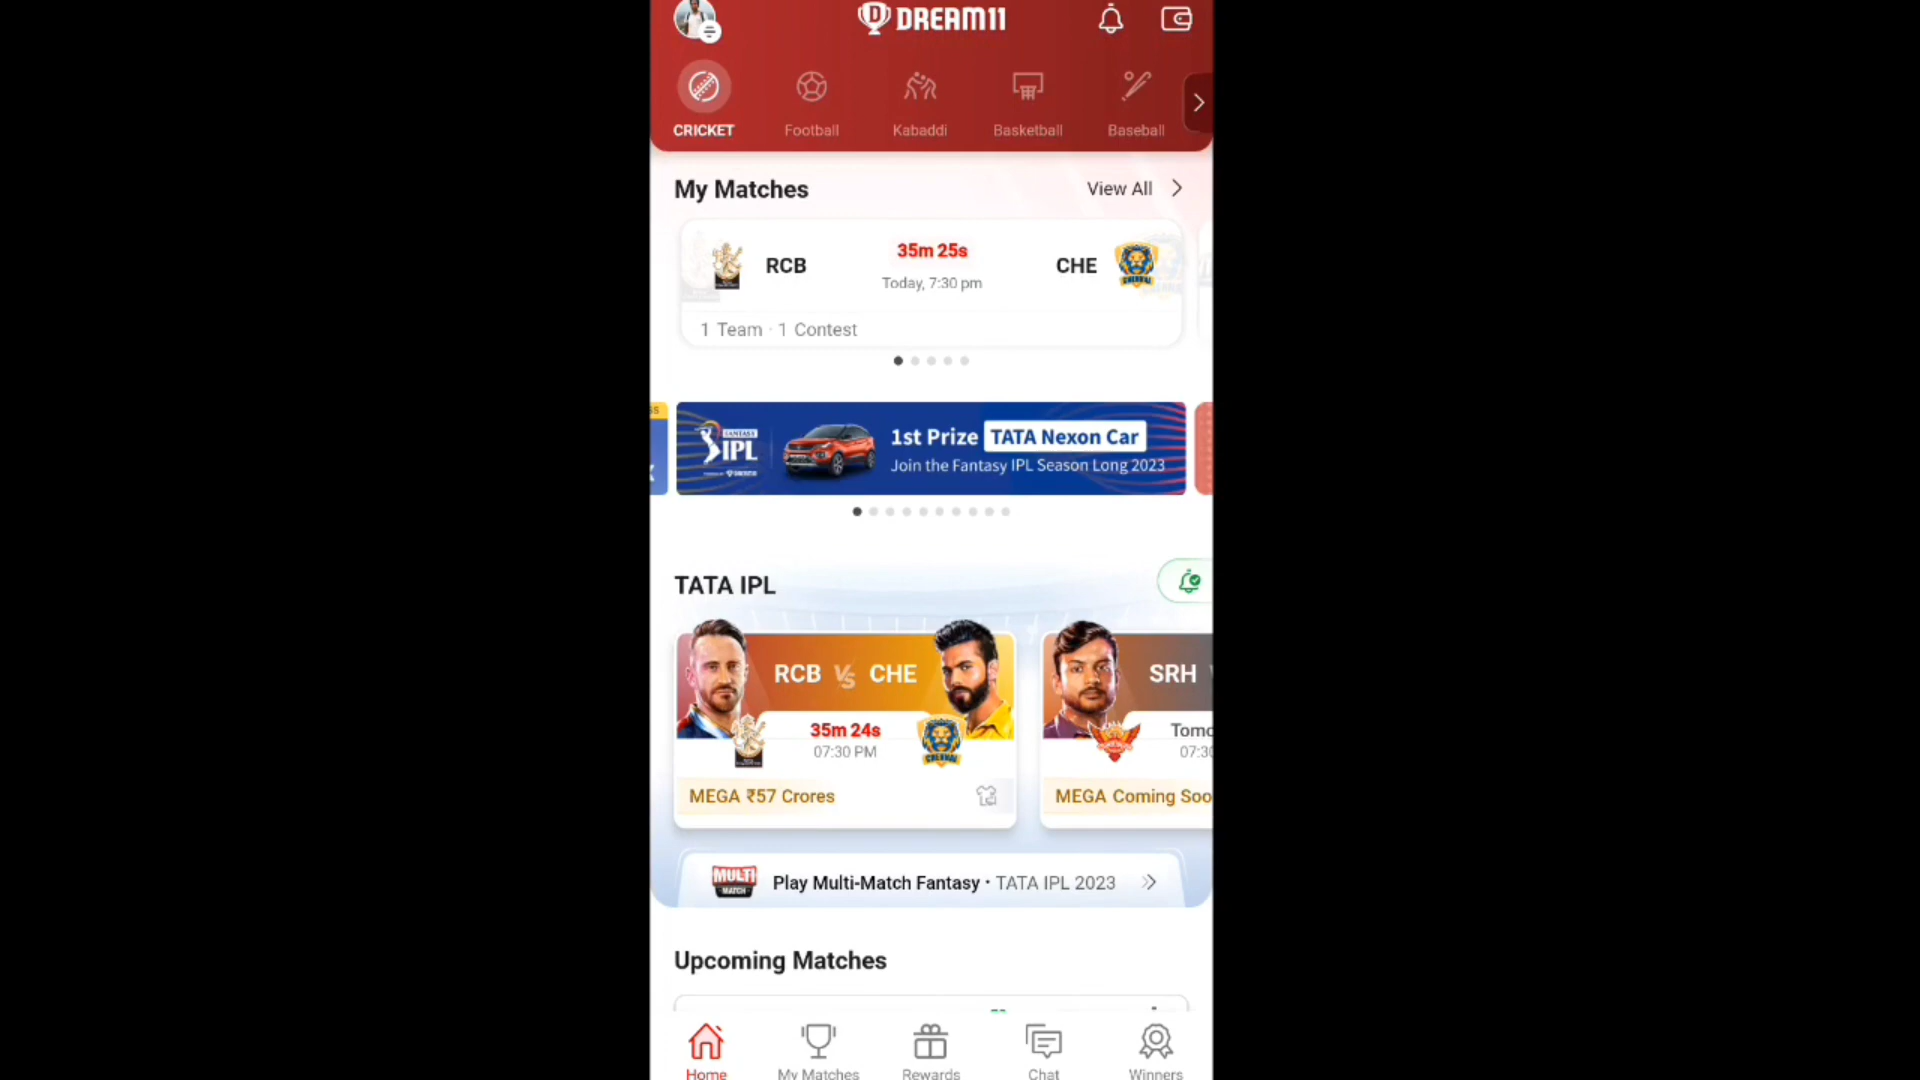 DREAM11
CRICKET Football Kabaddi Basketball Baseball
My Matches View All
RCB 35m 25s CHE
Today, 7:30 pm
1 Team · 1 Contest
FANTASY
IPL
1st Prize TATA Nexon Car
Join the Fantasy IPL Season Long 2023
TATA IPL
RCB VS CHE
35m 24s
07:30 PM
MEGA ₹57 Crores
SRH
Tomo
07:30
MEGA Coming Soo
MULTI
MATCH
Play Multi-Match Fantasy • TATA IPL 2023
Upcoming Matches
Home My Matches Rewards Chat Winners